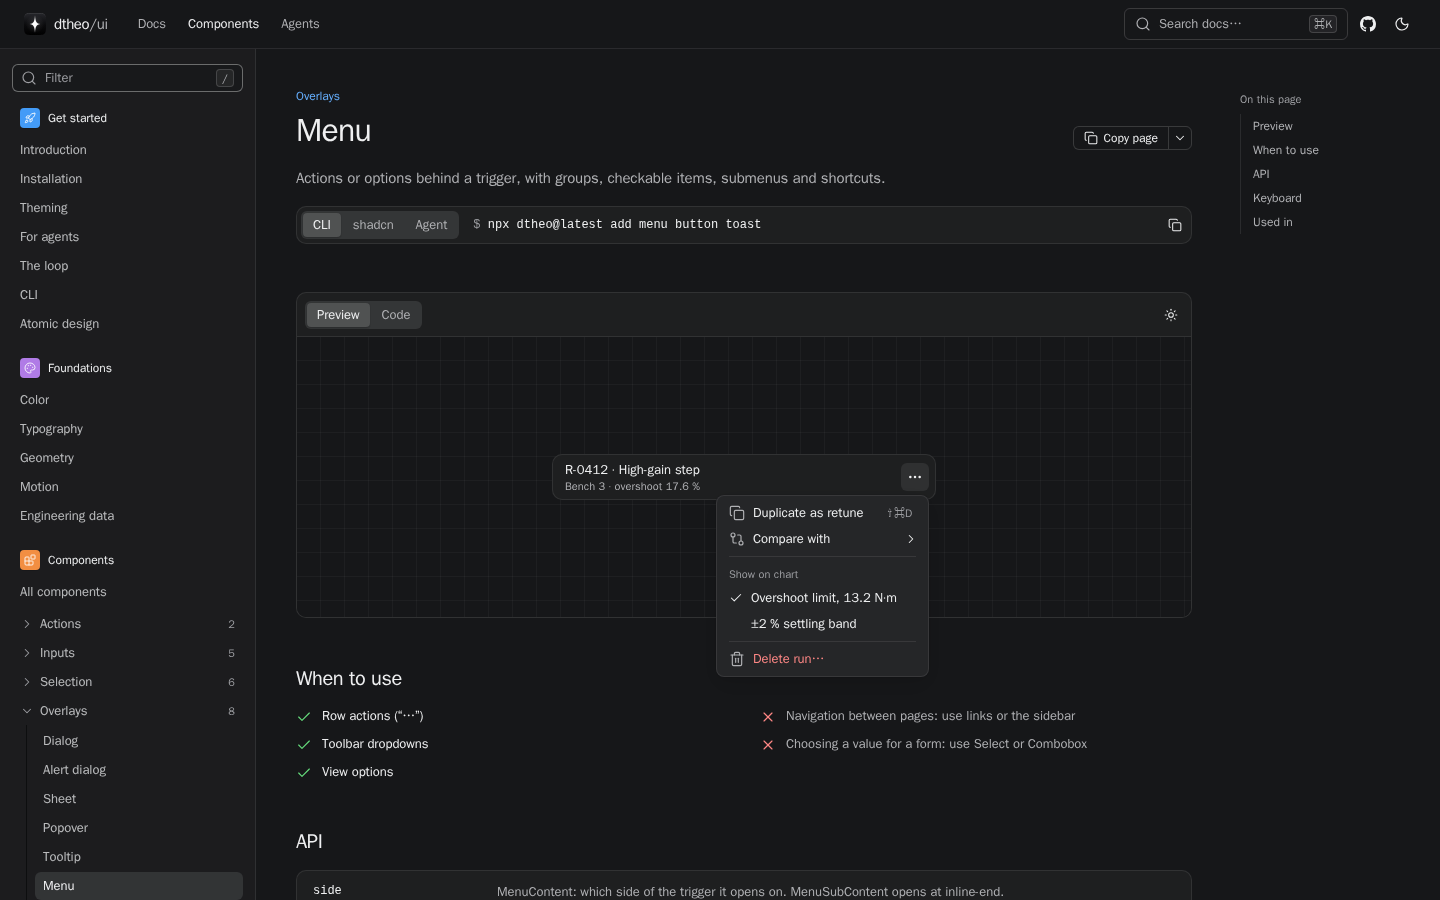 dtheo/ui
Docs
Components
Agents
Search docs⋯
⌘K
Filter
/
Get started
Introduction
Installation
Theming
For agents
The loop
CLI
Atomic design
Foundations
Color
Typography
Geometry
Motion
Engineering data
Components
All components
Actions 2
Inputs 5
Selection 6
Overlays 8
Dialog
Alert dialog
Sheet
Popover
Tooltip
Menu
Overlays
Menu
Copy page
Actions or options behind a trigger, with groups, checkable items, submenus and shortcuts.
CLI shadcn Agent $ npx dtheo@latest add menu button toast
Preview Code
R-0412 · High-gain step
Bench 3 · overshoot 17.6 %
Duplicate as retune ⇧⌘D
Compare with
Show on chart
Overshoot limit, 13.2 N·m
±2 % settling band
Delete run⋯
When to use
Row actions (“⋯”)
Toolbar dropdowns
View options
Navigation between pages: use links or the sidebar
Choosing a value for a form: use Select or Combobox
API
side MenuContent: which side of the trigger it opens on. MenuSubContent opens at inline-end.
On this page
Preview
When to use
API
Keyboard
Used in